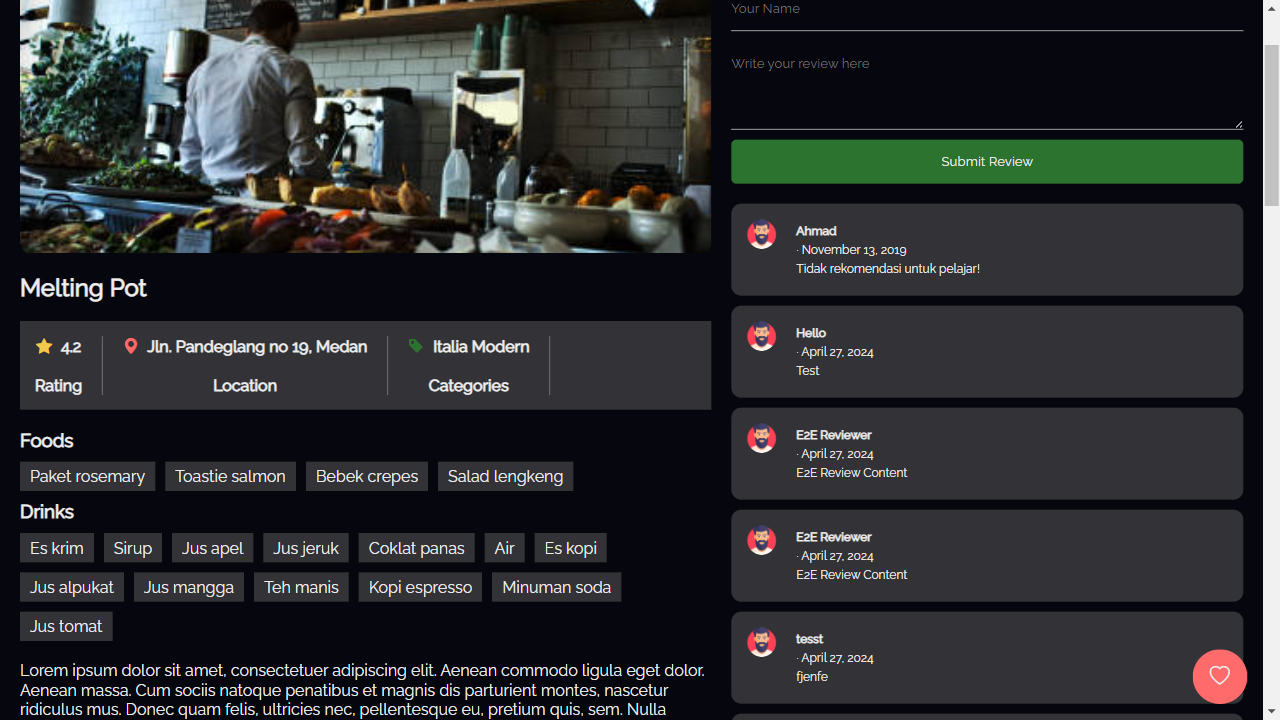 Melting Pot
4.2
Rating
Jln. Pandeglang no 19, Medan
Location
Italia Modern
Categories
Foods
Paket rosemary
Toastie salmon
Bebek crepes
Salad lengkeng
Drinks
Es krim
Sirup
Jus apel
Jus jeruk
Coklat panas
Air
Es kopi
Jus alpukat
Jus mangga
Teh manis
Kopi espresso
Minuman soda
Jus tomat
Lorem ipsum dolor sit amet, consectetuer adipiscing elit. Aenean commodo ligula eget dolor.
Aenean massa. Cum sociis natoque penatibus et magnis dis parturient montes, nascetur
ridiculus mus. Donec quam felis, ultricies nec, pellentesque eu, pretium quis, sem. Nulla
Your Name
Write your review here
Submit Review
Ahmad
· November 13, 2019
Tidak rekomendasi untuk pelajar!
Hello
· April 27, 2024
Test
E2E Reviewer
· April 27, 2024
E2E Review Content
E2E Reviewer
· April 27, 2024
E2E Review Content
tesst
· April 27, 2024
fjenfe